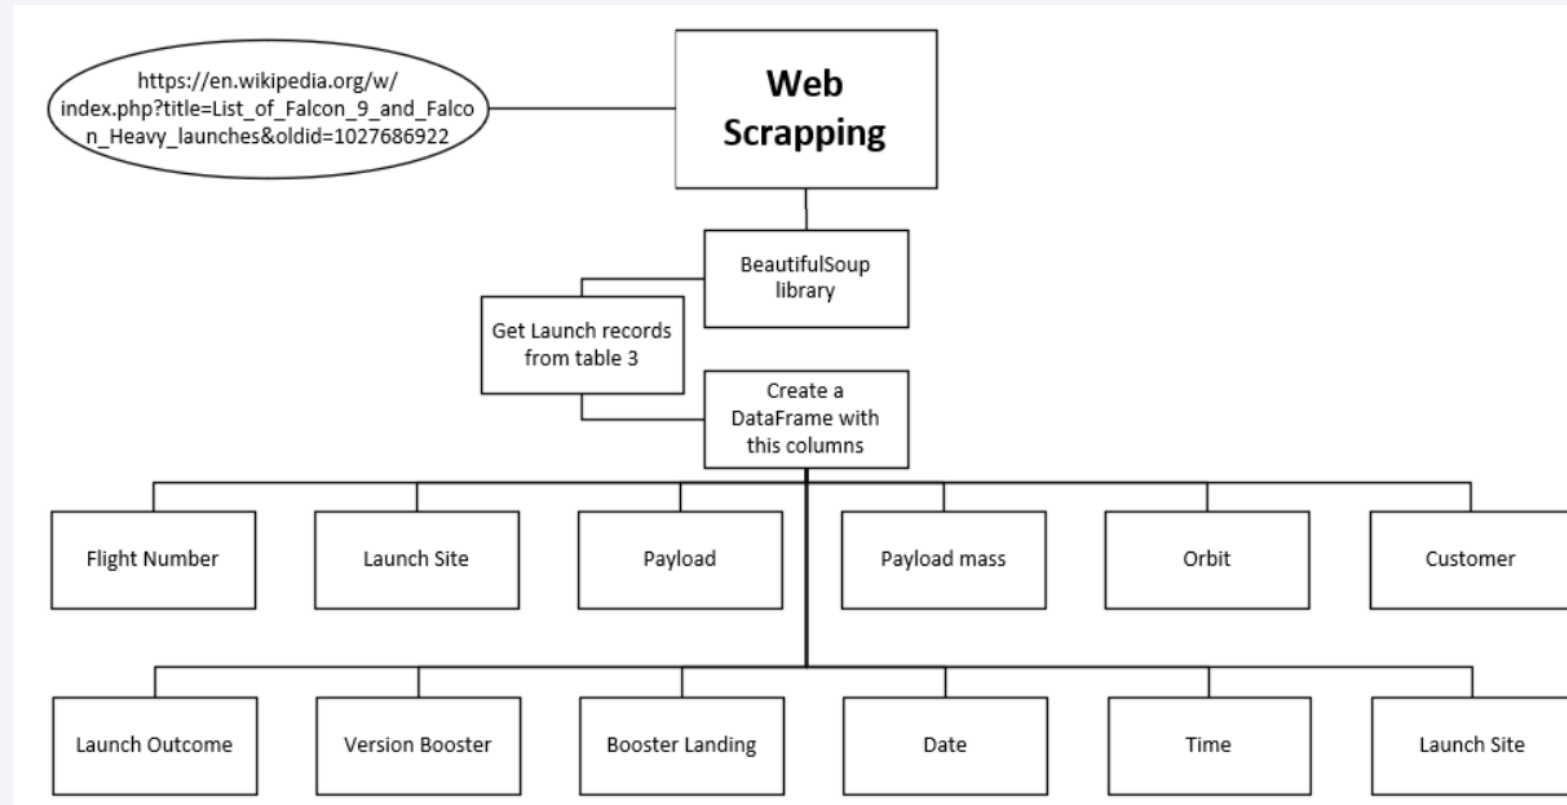 https://en.wikipedia.org/w/
index.php?title=List_of_Falcon_9_and_Falco
n_Heavy_launches&oldid=1027686922
Web
Scrapping
BeautifulSoup
library
Get Launch records
from table 3
Create a
DataFrame with
this columns
Flight Number
Launch Site
Payload
Payload mass
Orbit
Customer
Launch Outcome
Version Booster
Booster Landing
Date
Time
Launch Site